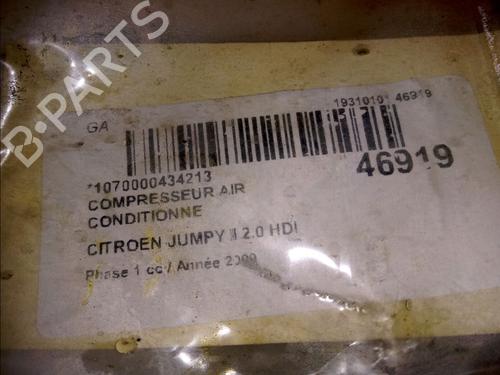 B-PARTS
GA
1931010* 46919
*1070000434213
46919
COMPRESSEUR AIR
CONDITIONNE
CITROEN JUMPY II 2.0 HDI
Phase 1 cc / Année 2009